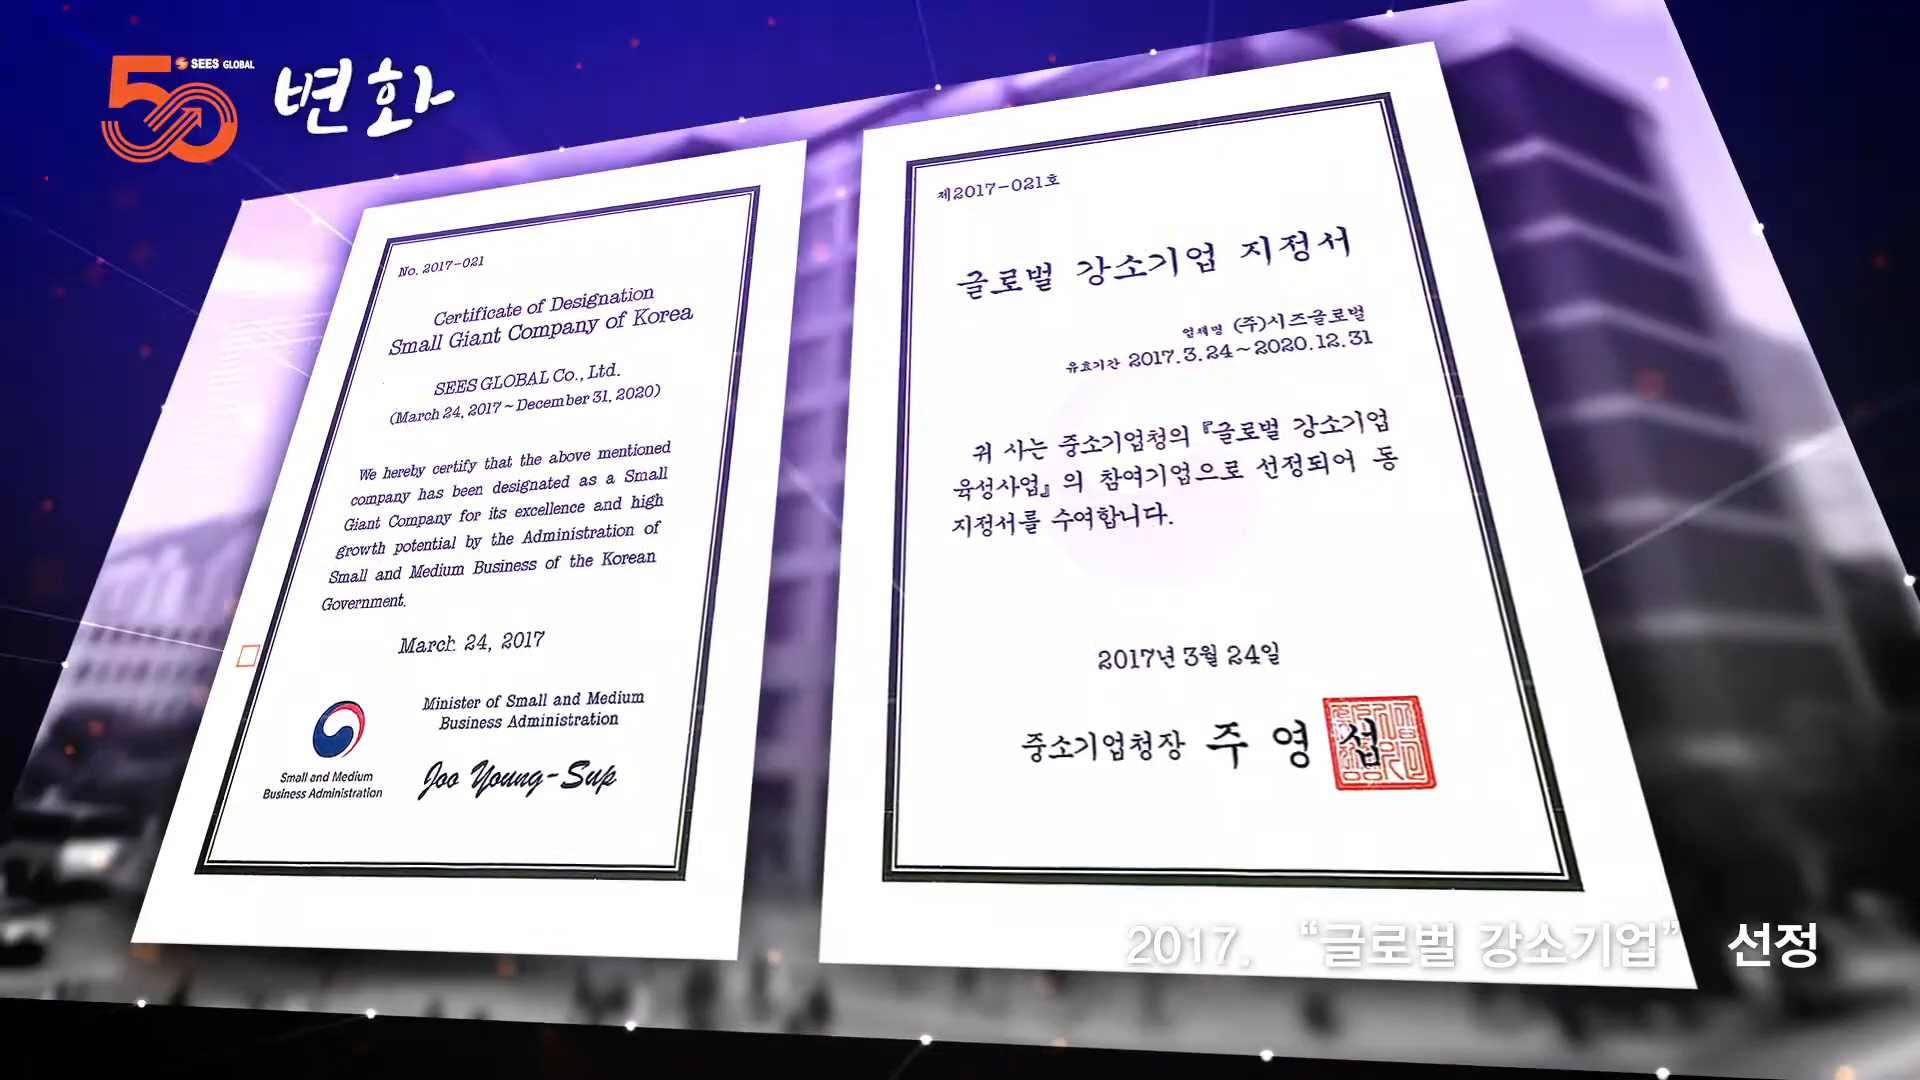 50
SEES GLOBAL
변화
No. 2017-021
Certificate of Designation
Small Giant Company of Korea
SEES GLOBAL Co., Ltd.
(March 24, 2017 ~ December 31, 2020)
We hereby certify that the above mentioned
company has been designated as a Small
Giant Company for its excellence and high
growth potential by the Administration of
Small and Medium Business of the Korean
Government.
March 24, 2017
Minister of Small and Medium
Business Administration
Small and Medium
Business Administration
Joo Young-Sup
제2017-021호
글로벌 강소기업 지정서
업체명 (주)시즈글로벌
유효기간 2017.3.24~2020.12.31
귀 사는 중소기업청의 『글로벌 강소기업
육성사업』의 참여기업으로 선정되어 동
지정서를 수여합니다.
2017년 3월 24일
중소기업청장 주 영 섭
2017. “글로벌 강소기업” 선정